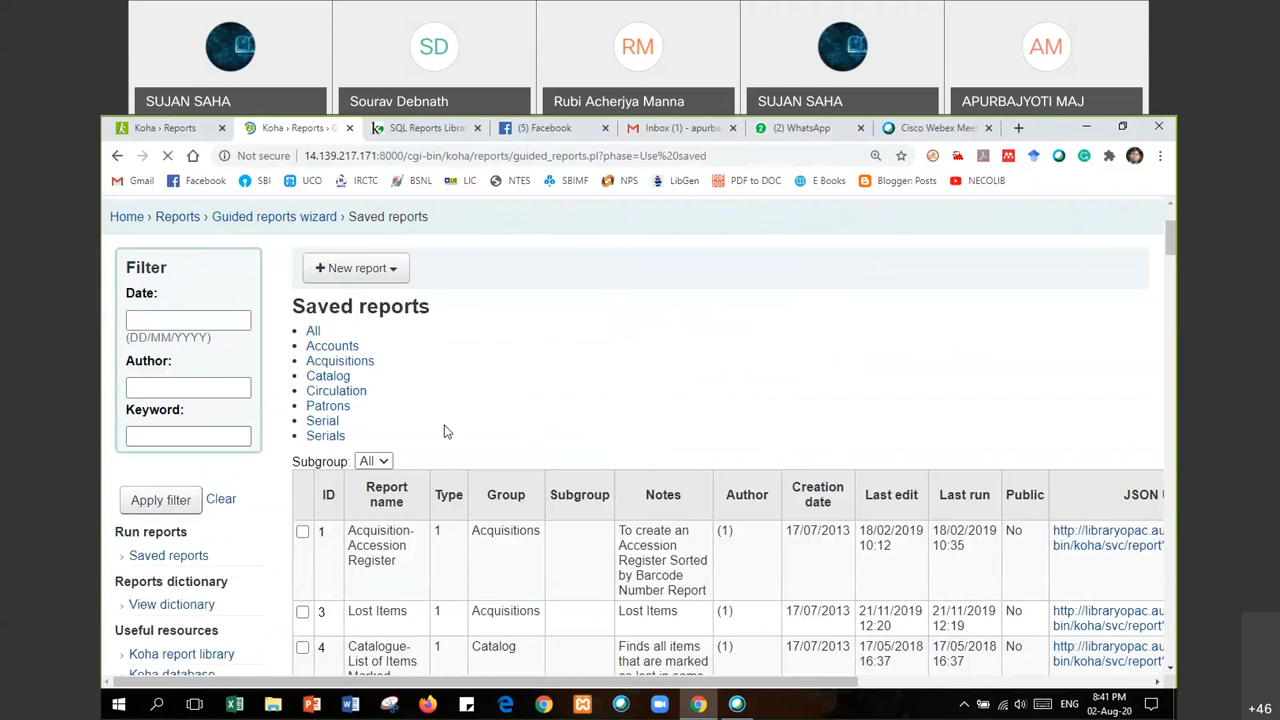 SD
RM
AM
SUJAN SAHA
Sourav Debnath
Rubi Acherjya Manna
SUJAN SAHA
APURBAJYOTI MAJ
Koha › Reports
Koha › Reports › G
SQL Reports Libra
(5) Facebook
Inbox (1) - apurba
(2) WhatsApp
Cisco Webex Mee
Not secure
14.139.217.171:8000/cgi-bin/koha/reports/guided_reports.pl?phase=Use%20saved
Gmail
Facebook
SBI
UCO
IRCTC
BSNL
LIC
NTES
SBIMF
NPS
LibGen
PDF to DOC
E Books
Blogger: Posts
NECOLIB
Home › Reports › Guided reports wizard › Saved reports
Filter
Date:
(DD/MM/YYYY)
Author:
Keyword:
Apply filter
Clear
Run reports
Saved reports
Reports dictionary
View dictionary
Useful resources
Koha report library
Koha database
New report
Saved reports
All
Accounts
Acquisitions
Catalog
Circulation
Patrons
Serial
Serials
Subgroup: All
ID
Report name
Type
Group
Subgroup
Notes
Author
Creation date
Last edit
Last run
Public
JSON
1
Acquisition-
Accession
Register
1
Acquisitions
To create an
Accession
Register Sorted
by Barcode
Number Report
(1)
17/07/2013
18/02/2019
10:12
18/02/2019
10:35
No
http://libraryopac.au
bin/koha/svc/report?
3
Lost Items
1
Acquisitions
Lost Items
(1)
17/07/2013
21/11/2019
12:20
21/11/2019
12:19
No
http://libraryopac.au
bin/koha/svc/report?
4
Catalogue-
List of Items
Marked
1
Catalog
Finds all items
that are marked
as lost in some
(1)
17/07/2013
17/05/2018
16:37
17/05/2018
16:37
No
http://libraryopac.au
bin/koha/svc/report?
ENG
8:41 PM
02-Aug-20
+46